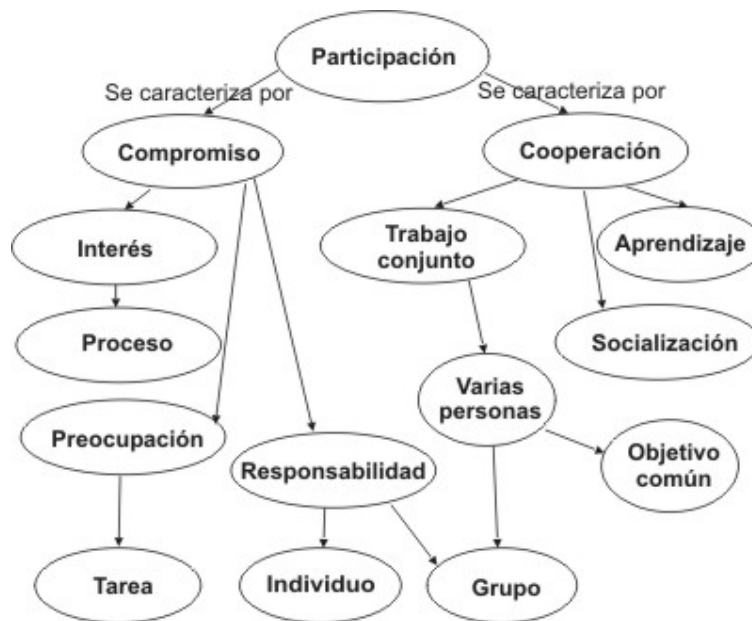 Participación
Se caracteriza por
Se caracteriza por
Compromiso
Cooperación
Interés
Trabajo
conjunto
Aprendizaje
Proceso
Socialización
Varias
personas
Preocupación
Responsabilidad
Objetivo
común
Tarea
Individuo
Grupo